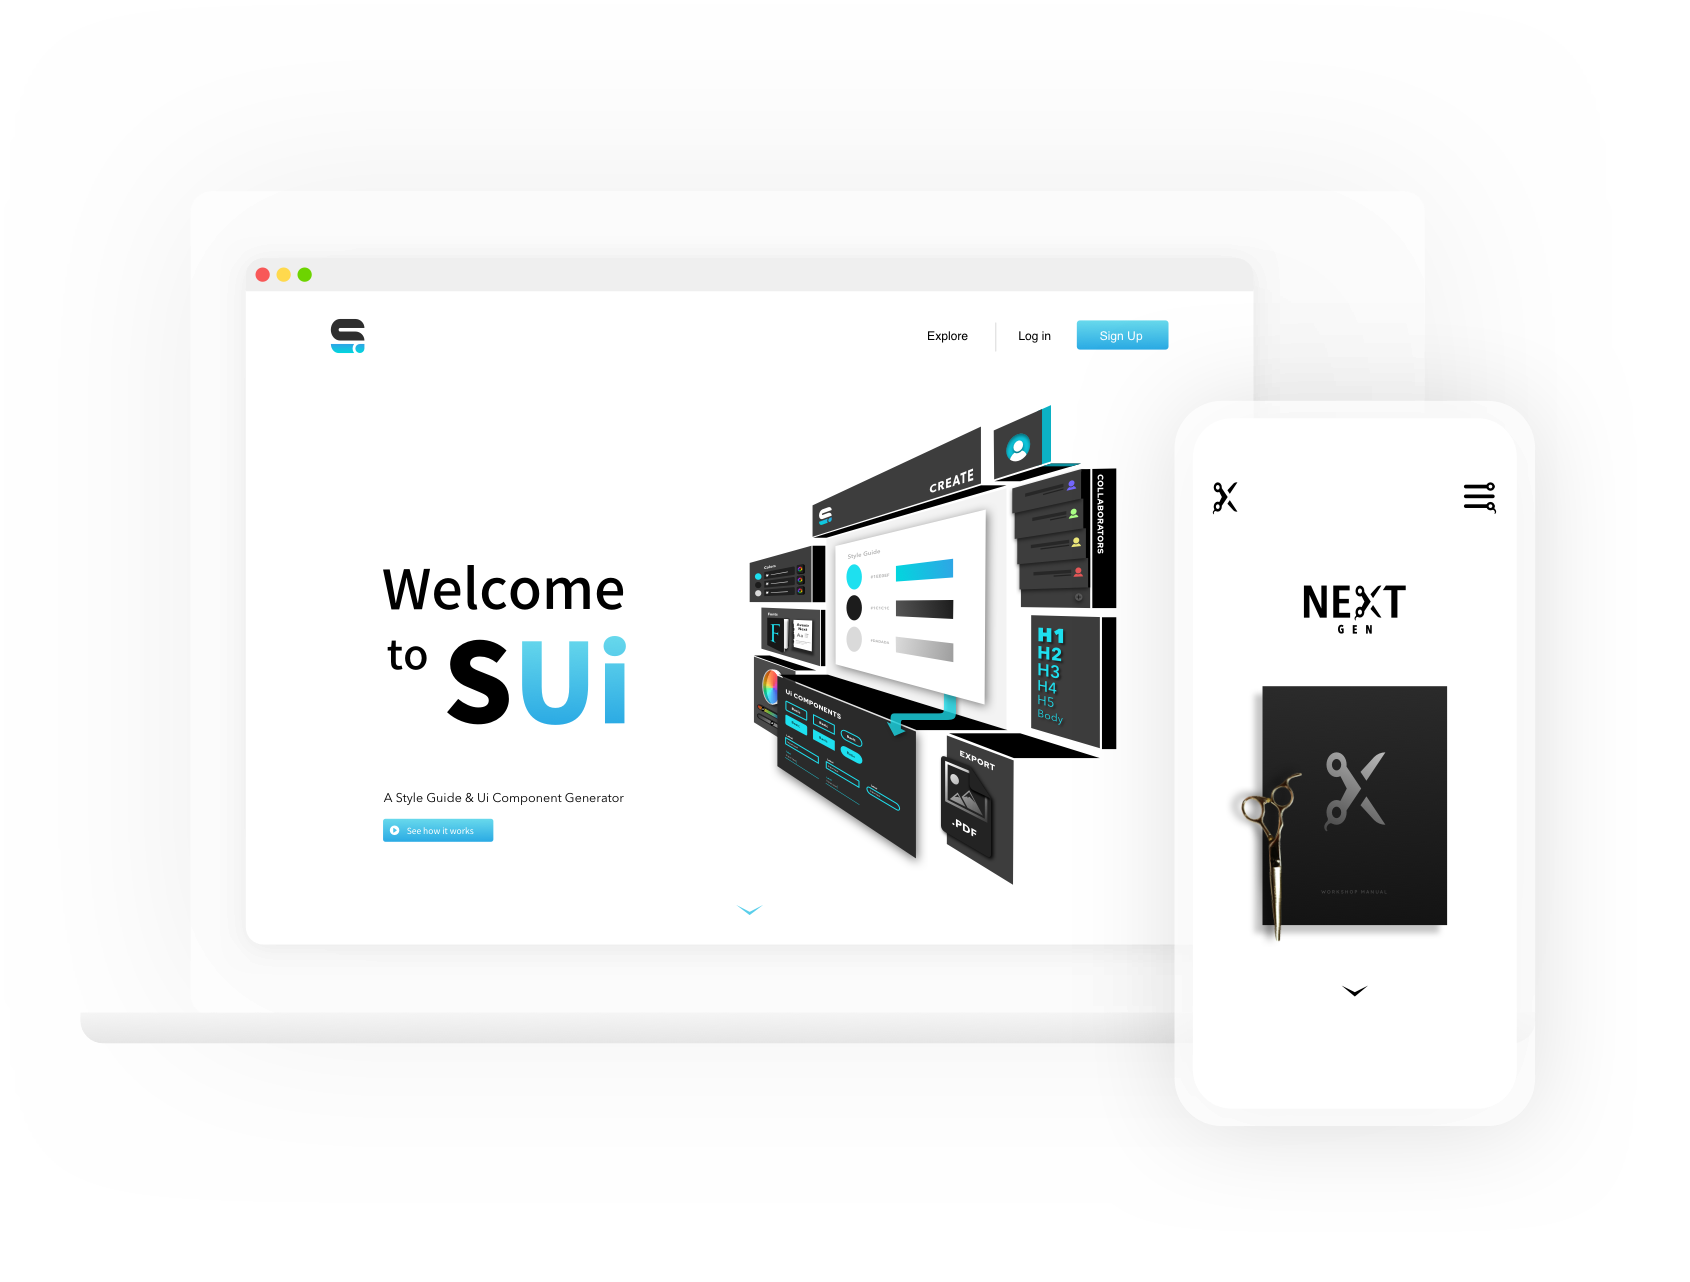 Explore
Log in
Sign Up
Welcome
to SUi
A Style Guide & Ui Component Generator
See how it works
CREATE
COLLABORATORS
Style Guide
Colors
Fonts
F
H1
H2
H3
H4
H5
Body
Ui COMPONENTS
EXPORT
.PDF
NEXT
GEN
WORKSHOP MANUAL